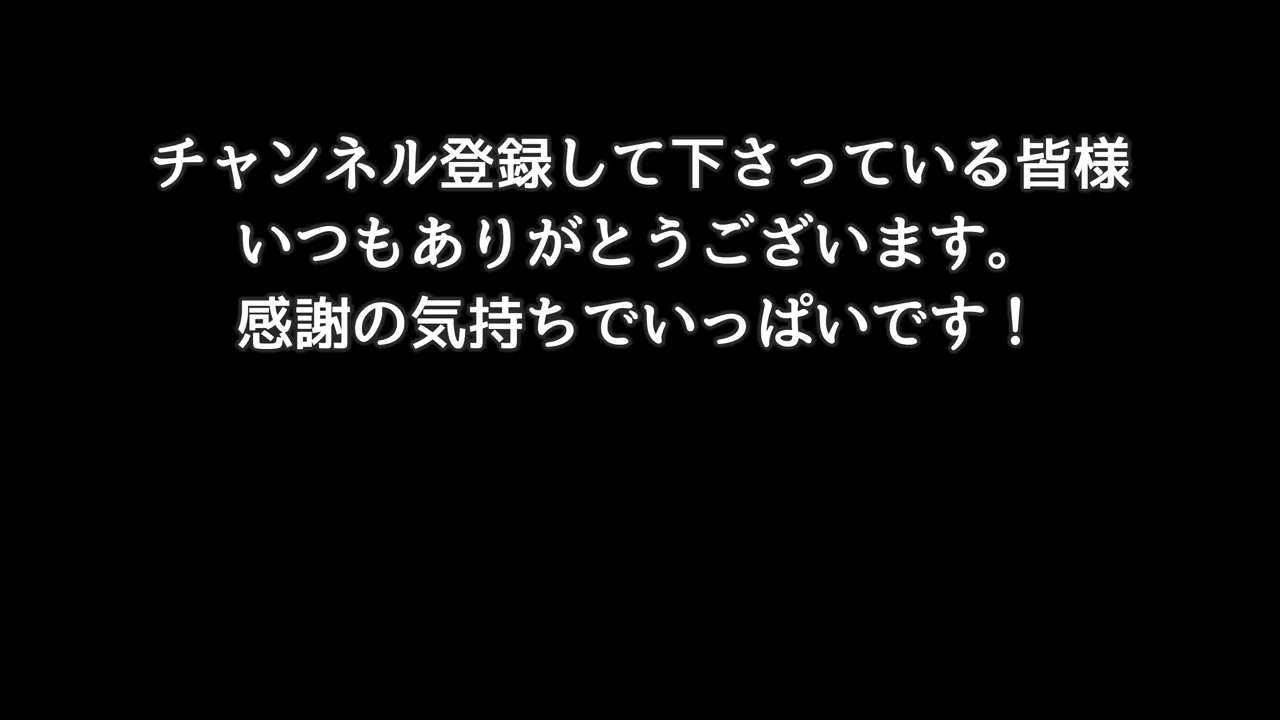 チャンネル登録して下さっている皆様
いつもありがとうございます。
感謝の気持ちでいっぱいです！